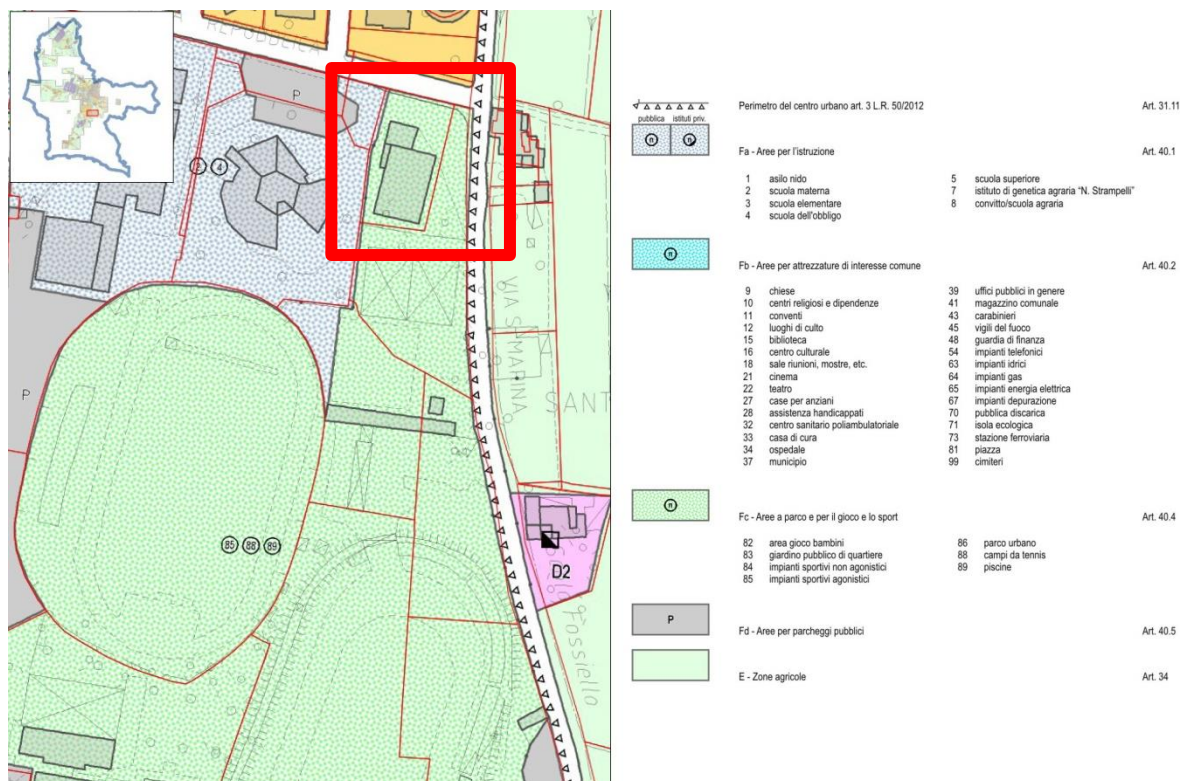 REPUBBLICA
P
4
P
VIA S. MARINA
SANT
85 88 89
D2
Fossiello
Perimetro del centro urbano art. 3 L.R. 50/2012 Art. 31.11
pubblica istituti priv.
n n
Fa - Aree per l'istruzione Art. 40.1
1 asilo nido 5 scuola superiore
2 scuola materna 7 istituto di genetica agraria "N. Strampelli"
3 scuola elementare 8 convitto/scuola agraria
4 scuola dell'obbligo
n
Fb - Aree per attrezzature di interesse comune Art. 40.2
9 chiese 39 uffici pubblici in genere
10 centri religiosi e dipendenze 41 magazzino comunale
11 conventi 43 carabinieri
12 luoghi di culto 45 vigili del fuoco
15 biblioteca 48 guardia di finanza
16 centro culturale 54 impianti telefonici
18 sale riunioni, mostre, etc. 63 impianti idrici
21 cinema 64 impianti gas
22 teatro 65 impianti energia elettrica
27 case per anziani 67 impianti depurazione
28 assistenza handicappati 70 pubblica discarica
32 centro sanitario poliambulatoriale 71 isola ecologica
33 casa di cura 73 stazione ferroviaria
34 ospedale 81 piazza
37 municipio 99 cimiteri
n
Fc - Aree a parco e per il gioco e lo sport Art. 40.4
82 area gioco bambini 86 parco urbano
83 giardino pubblico di quartiere 88 campi da tennis
84 impianti sportivi non agonistici 89 piscine
85 impianti sportivi agonistici
P
Fd - Aree per parcheggi pubblici Art. 40.5
E - Zone agricole Art. 34